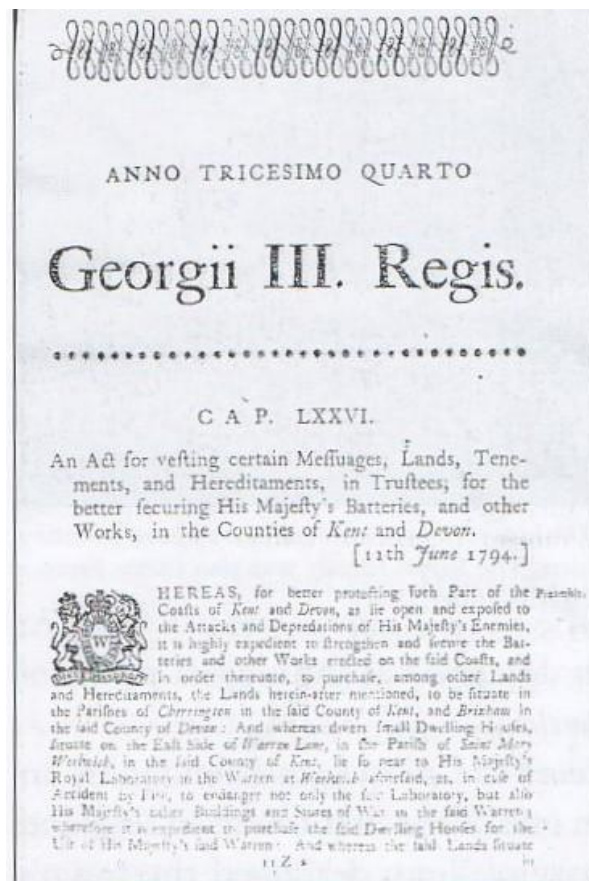 ANNO TRICESIMO QUARTO
Georgii III. Regis.
C A P. LXXVI.
An Act for veſting certain Meſſuages, Lands, Tene-
ments, and Hereditaments, in Truſtees, for the
better ſecuring His Majeſty's Batteries, and other
Works, in the Counties of Kent and Devon.
[11th June 1794.]
WHEREAS, for better protecting ſuch Part of the Preamble.
Coaſts of Kent and Devon, as lie open and expoſed to
the Attacks and Depredations of His Majeſty's Enemies,
it is highly expedient to ſtrengthen and ſecure the Bat-
teries and other Works erected on the ſaid Coaſts, and
in order thereunto, to purchaſe, among other Lands
and Hereditaments, the Lands herein-after mentioned, to be ſituate in
the Pariſhes of Cherrington in the ſaid County of Kent, and Brixham in
the ſaid County of Devon: And whereas divers ſmall Dwelling Houſes,
ſituate on the Eaſt Side of Warren Lane, in the Pariſh of Saint Mary
Woolwich, in the ſaid County of Kent, lie ſo near to His Majeſty's
Royal Laboratory in the Warren at Woolwich aforeſaid, as, in caſe of
Accident by Fire, to endanger not only the ſaid Laboratory, but alſo
His Majeſty's other Buildings and Stores of War in the ſaid Warren;
wherefore it is expedient to purchaſe the ſaid Dwelling Houſes for the
Uſe of His Majeſty's ſaid Warren: And whereas the ſaid Lands ſituate
11 Z 2 in